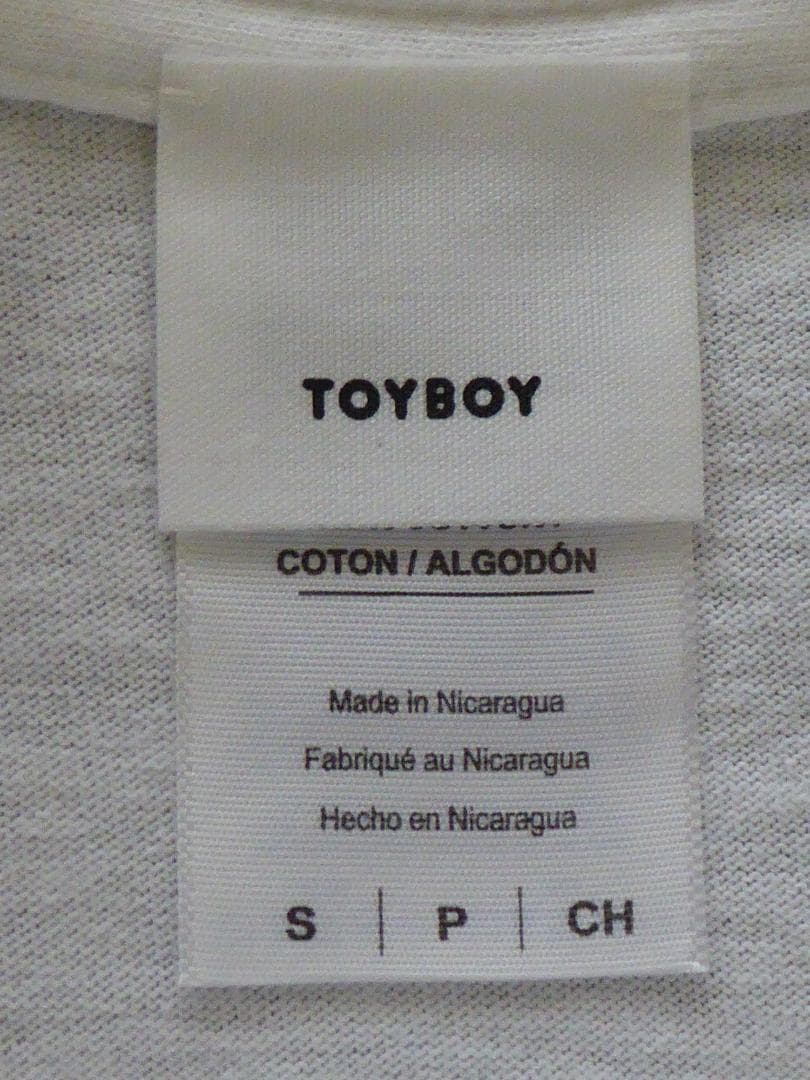 TOYBOY
COTON / ALGODÓN
Made in Nicaragua
Fabriqué au Nicaragua
Hecho en Nicaragua
S | P | CH